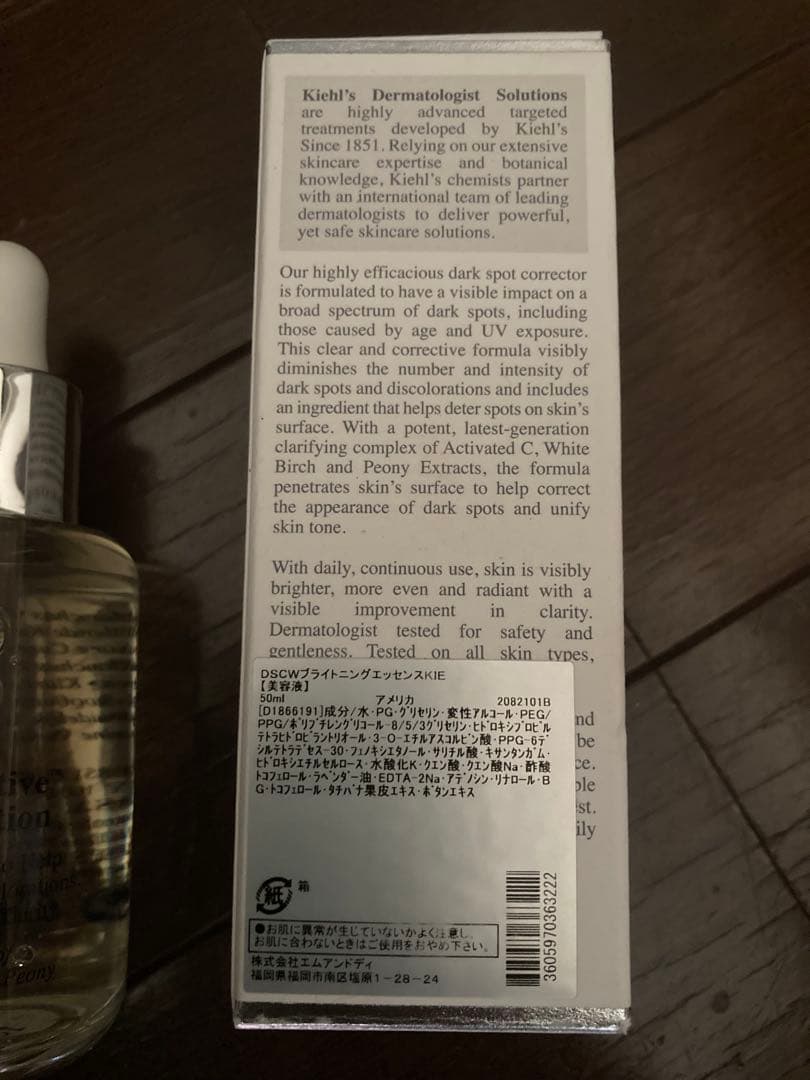 Kiehl's Dermatologist Solutions
are highly advanced targeted
treatments developed by Kiehl's
Since 1851. Relying on our extensive
skincare expertise and botanical
knowledge, Kiehl's chemists partner
with an international team of leading
dermatologists to deliver powerful,
yet safe skincare solutions.
Our highly efficacious dark spot corrector
is formulated to have a visible impact on a
broad spectrum of dark spots, including
those caused by age and UV exposure.
This clear and corrective formula visibly
diminishes the number and intensity of
dark spots and discolorations and includes
an ingredient that helps deter spots on skin's
surface. With a potent, latest-generation
clarifying complex of Activated C, White
Birch and Peony Extracts, the formula
penetrates skin's surface to help correct
the appearance of dark spots and unify
skin tone.
With daily, continuous use, skin is visibly
brighter, more even and radiant with a
visible improvement in clarity.
Dermatologist tested for safety and
gentleness. Tested on all skin types,
DSCWブライトニングエッセンスKIE
【美容液】
50ml アメリカ 2082101B
[D1866191]成分/水・PG・グリセリン・変性アルコール・PEG/
PPG/ポリブチレングリコール-8/5/3グリセリン・ヒドロキシプロピル
テトラヒドロピラントリオール・3-O-エチルアスコルビン酸・PPG-6デ
シルテトラデセス-30・フェノキシエタノール・サリチル酸・キサンタンガム・
ヒドロキシエチルセルロース・水酸化K・クエン酸・クエン酸Na・酢酸
トコフェロール・ラベンダー油・EDTA-2Na・アデノシン・リナロール・B
G・トコフェロール・タチバナ果皮エキス・ボタンエキス
nd
be
ce.
ble
st.
ily
紙 箱
●お肌に異常が生じていないかよく注意し、
お肌に合わないときはご使用をおやめ下さい。
株式会社エムアンドディ
福岡県福岡市南区塩原1-28-24
3605970363222
tive
ion
Peony